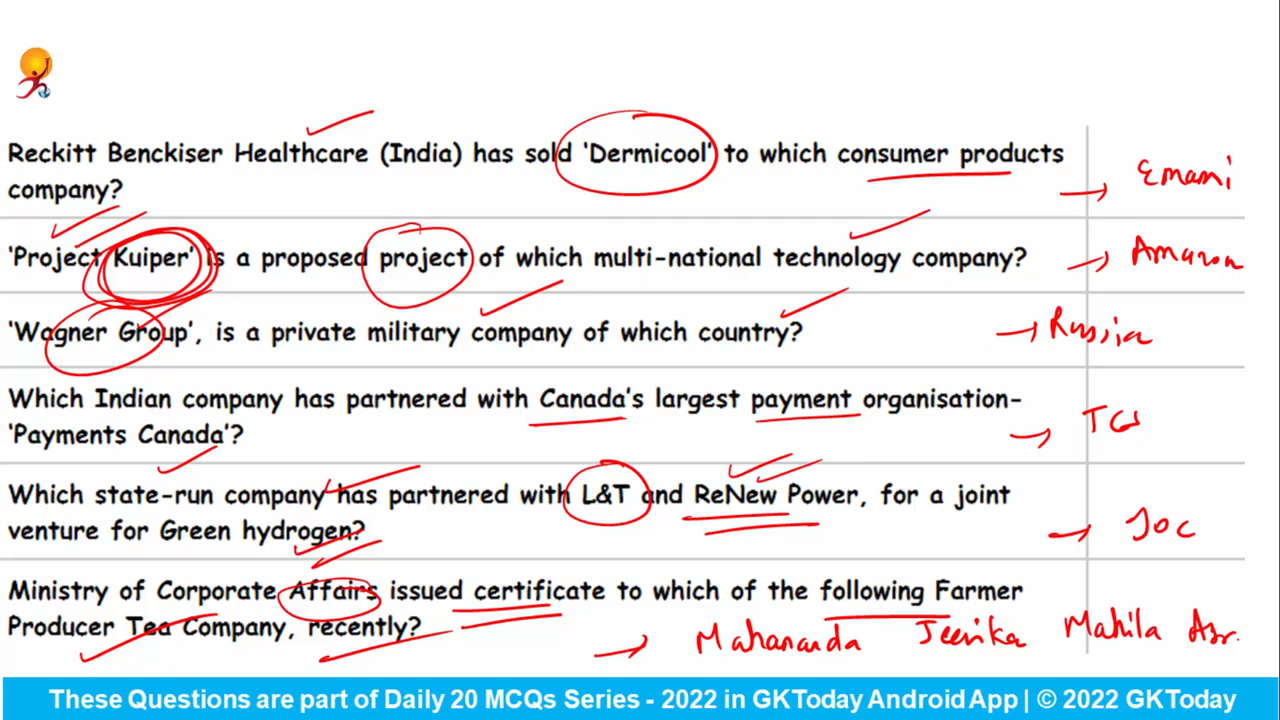 Reckitt Benckiser Healthcare (India) has sold 'Dermicool' to which consumer products
company?
Emami
'Project Kuiper' is a proposed project of which multi-national technology company?
Amazon
'Wagner Group', is a private military company of which country?
Russia
Which Indian company has partnered with Canada's largest payment organisation-
'Payments Canada'?
Which state-run company has partnered with L&T and ReNew Power, for a joint
venture for Green hydrogen?
IOC
Ministry of Corporate Affairs issued certificate to which of the following Farmer
Producer Tea Company, recently?
Mahananda Jeevika Mahila
These Questions are part of Daily 20 MCQs Series - 2022 in GKToday Android App | © 2022 GKToday